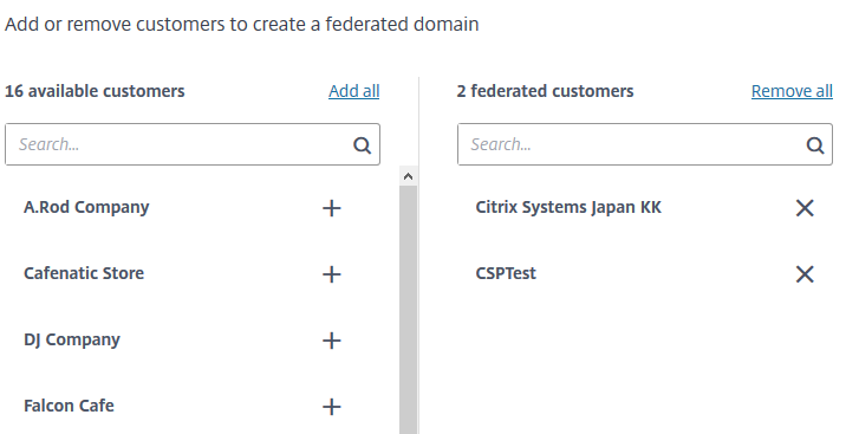 Add or remove customers to create a federated domain
16 available customers Add all
2 federated customers Remove all
Search...
Search...
A.Rod Company
Cafenatic Store
DJ Company
Falcon Cafe
Citrix Systems Japan KK
CSPTest